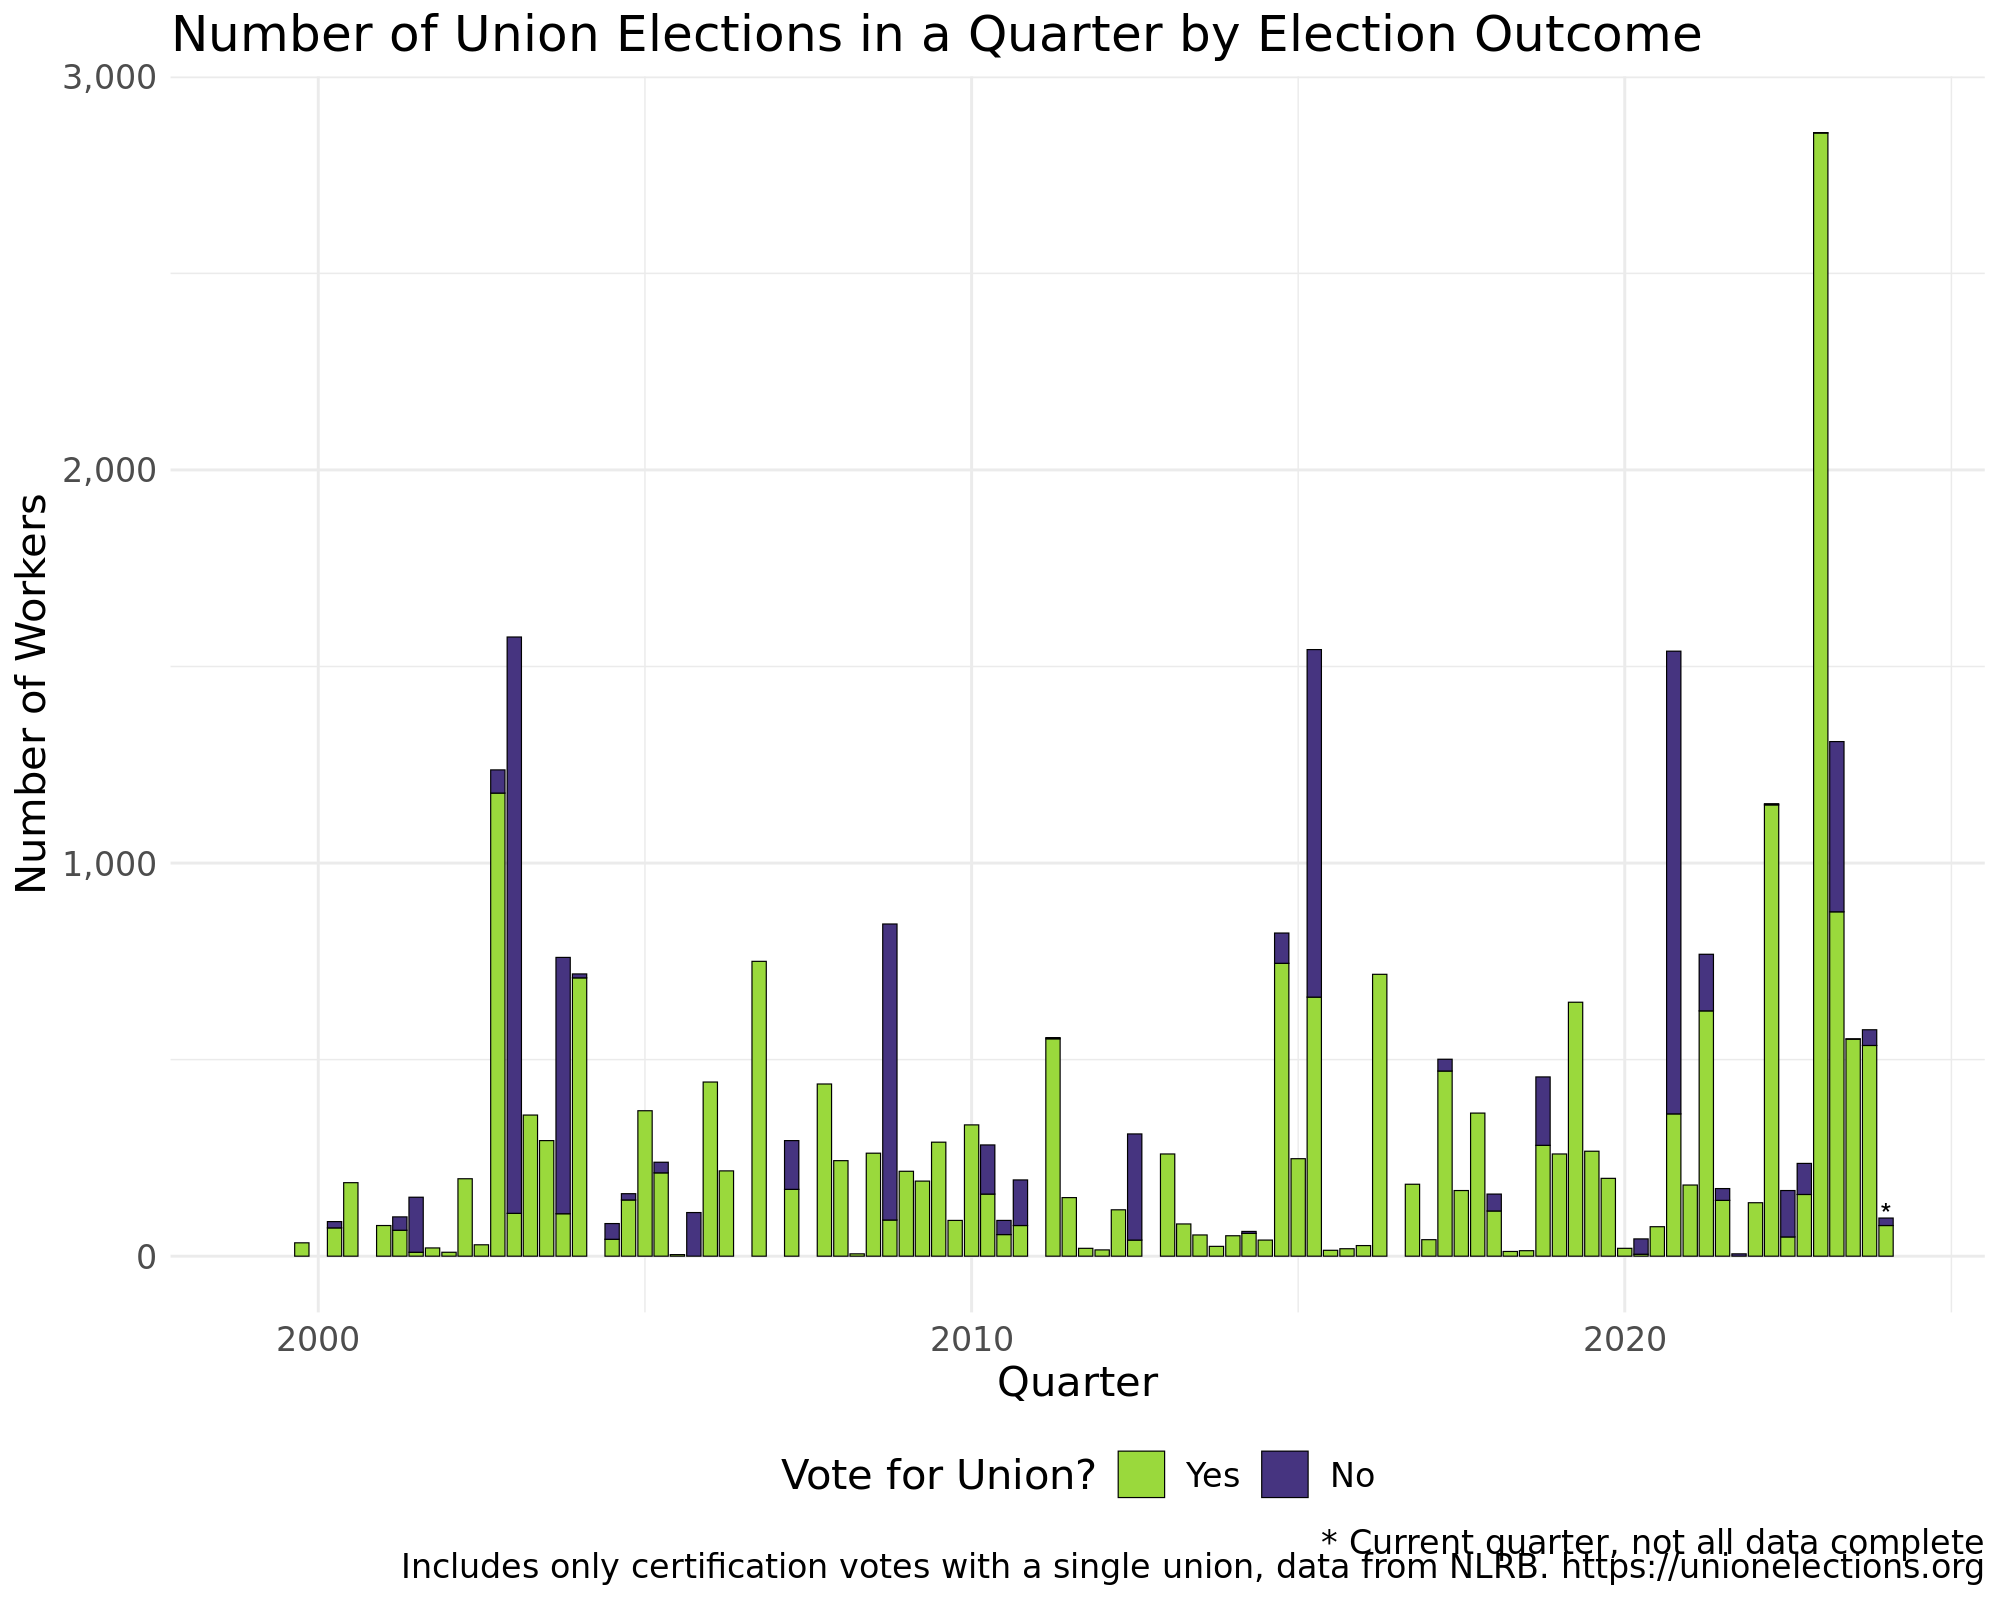 Number of Union Elections in a Quarter by Election Outcome
3,000
2,000
1,000
0
Number of Workers
*
2000
2010
2020
Quarter
Vote for Union?
Yes
No
* Current quarter, not all data complete
Includes only certification votes with a single union, data from NLRB. https://unionelections.org